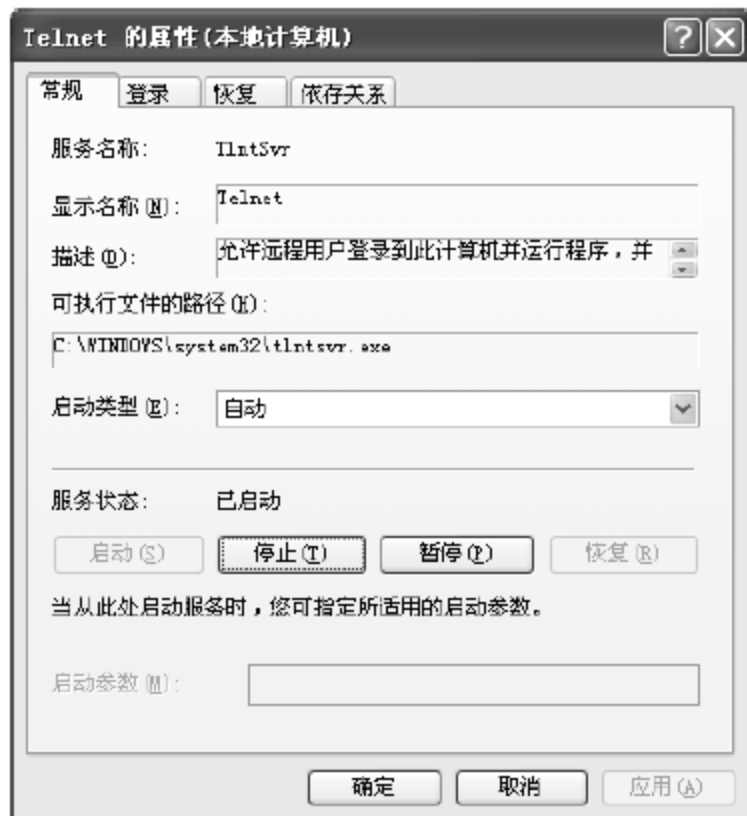 Telnet 的属性(本地计算机)
常规 登录 恢复 依存关系
服务名称: TlntSvr
显示名称(N): Telnet
描述(D): 允许远程用户登录到此计算机并运行程序，并
可执行文件的路径(H):
C:\WINDOWS\system32\tlntsvr.exe
启动类型(E): 自动
服务状态: 已启动
启动(S) 停止(T) 暂停(P) 恢复(R)
当从此处启动服务时，您可指定所适用的启动参数。
启动参数(M):
确定 取消 应用(A)